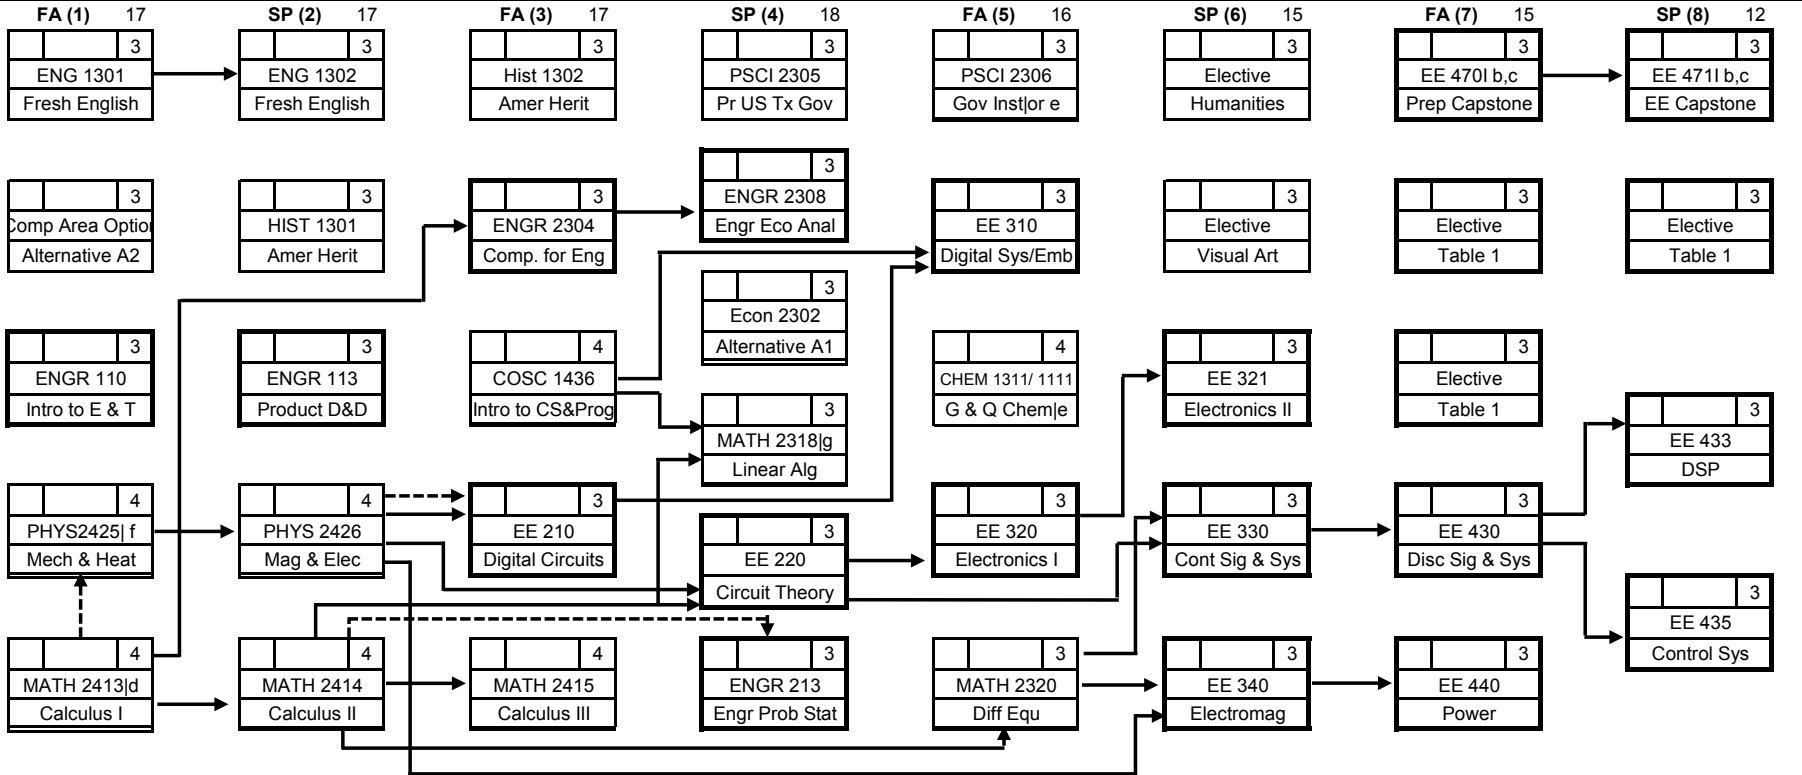 FA (1) 17 SP (2) 17 FA (3) 17 SP (4) 18 FA (5) 16 SP (6) 15 FA (7) 15 SP (8) 12
3 3 3 3 3 3 3 3
ENG 1301 ENG 1302 Hist 1302 PSCI 2305 PSCI 2306 Elective EE 470I b,c EE 471I b,c
Fresh English Fresh English Amer Herit Pr US Tx Gov Gov Inst|or e Humanities Prep Capstone EE Capstone
3
ENGR 2308
Engr Eco Anal
3 3 3 3 3 3 3
Comp Area Option HIST 1301 ENGR 2304 EE 310 Elective Elective Elective
Alternative A2 Amer Herit Comp. for Eng Digital Sys/Emb Visual Art Table 1 Table 1
3
Econ 2302
Alternative A1
3 3 4 4 3 3
ENGR 110 ENGR 113 COSC 1436 CHEM 1311/ 1111 EE 321 Elective
Intro to E & T Product D&D Intro to CS&Prog G & Q Chem|e Electronics II Table 1
3 3
MATH 2318|g EE 433
Linear Alg DSP
4 4 3 3 3 3
PHYS2425| f PHYS 2426 EE 210 EE 320 EE 330 EE 430
Mech & Heat Mag & Elec Digital Circuits Electronics I Cont Sig & Sys Disc Sig & Sys
3
EE 220
Circuit Theory
3
EE 435
Control Sys
4 4 4 3 3 3 3
MATH 2413|d MATH 2414 MATH 2415 ENGR 213 MATH 2320 EE 340 EE 440
Calculus I Calculus II Calculus III Engr Prob Stat Diff Equ Electromag Power